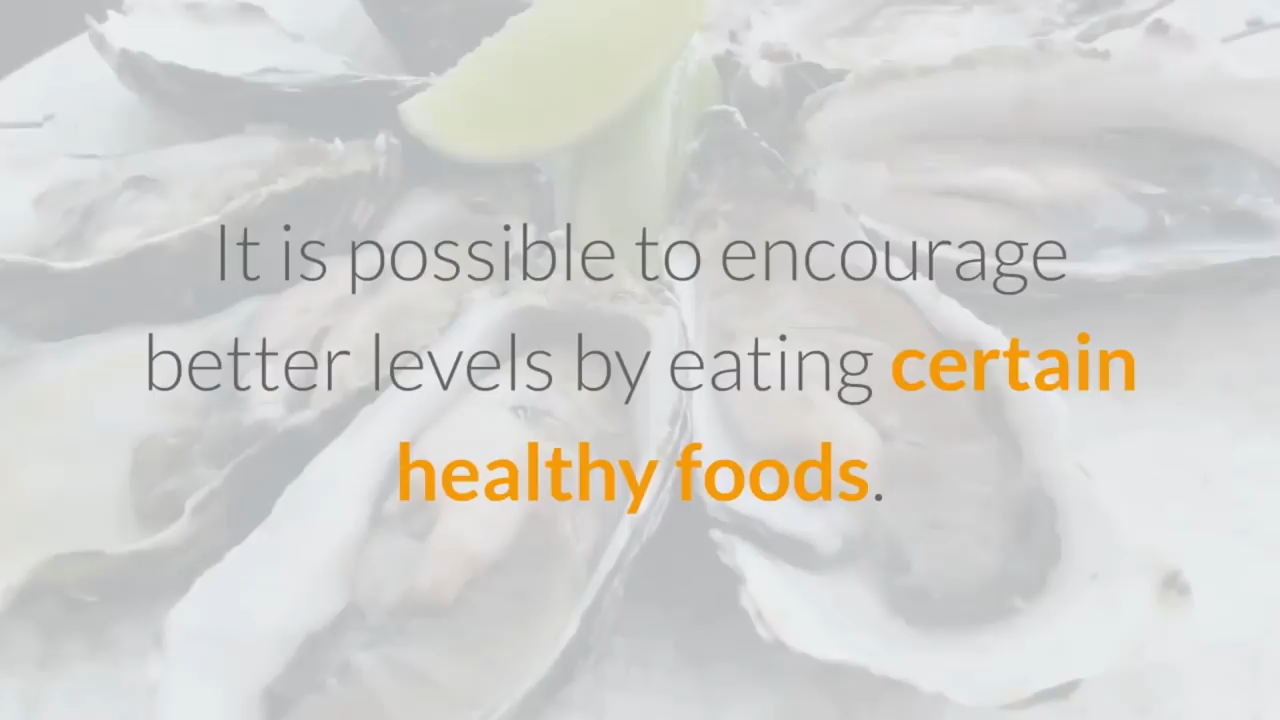 It is possible to encourage
better levels by eating certain
healthy foods.